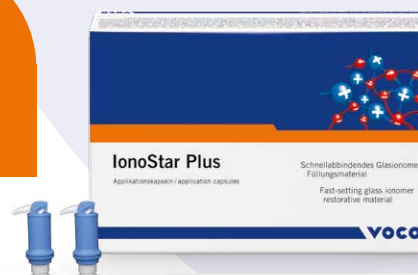 IonoStar Plus
Applikationskapseln / application capsules
Schnellabbindendes Glasionome
Füllungsmaterial
Fast-setting glass ionomer
restorative material
VOCO